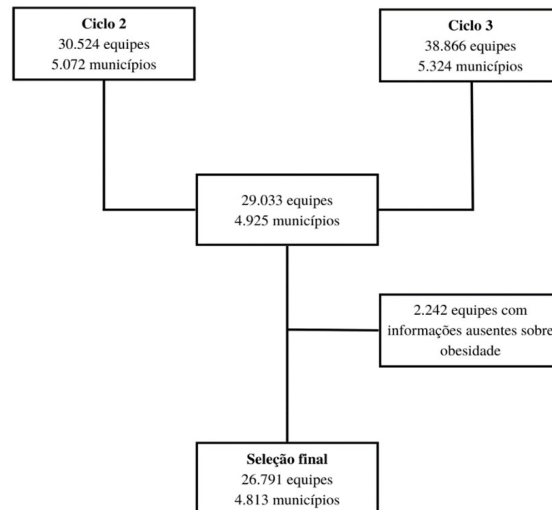 Ciclo 2
30.524 equipes
5.072 municípios
Ciclo 3
38.866 equipes
5.324 municípios
29.033 equipes
4.925 municípios
2.242 equipes com
informações ausentes sobre
obesidade
Seleção final
26.791 equipes
4.813 municípios